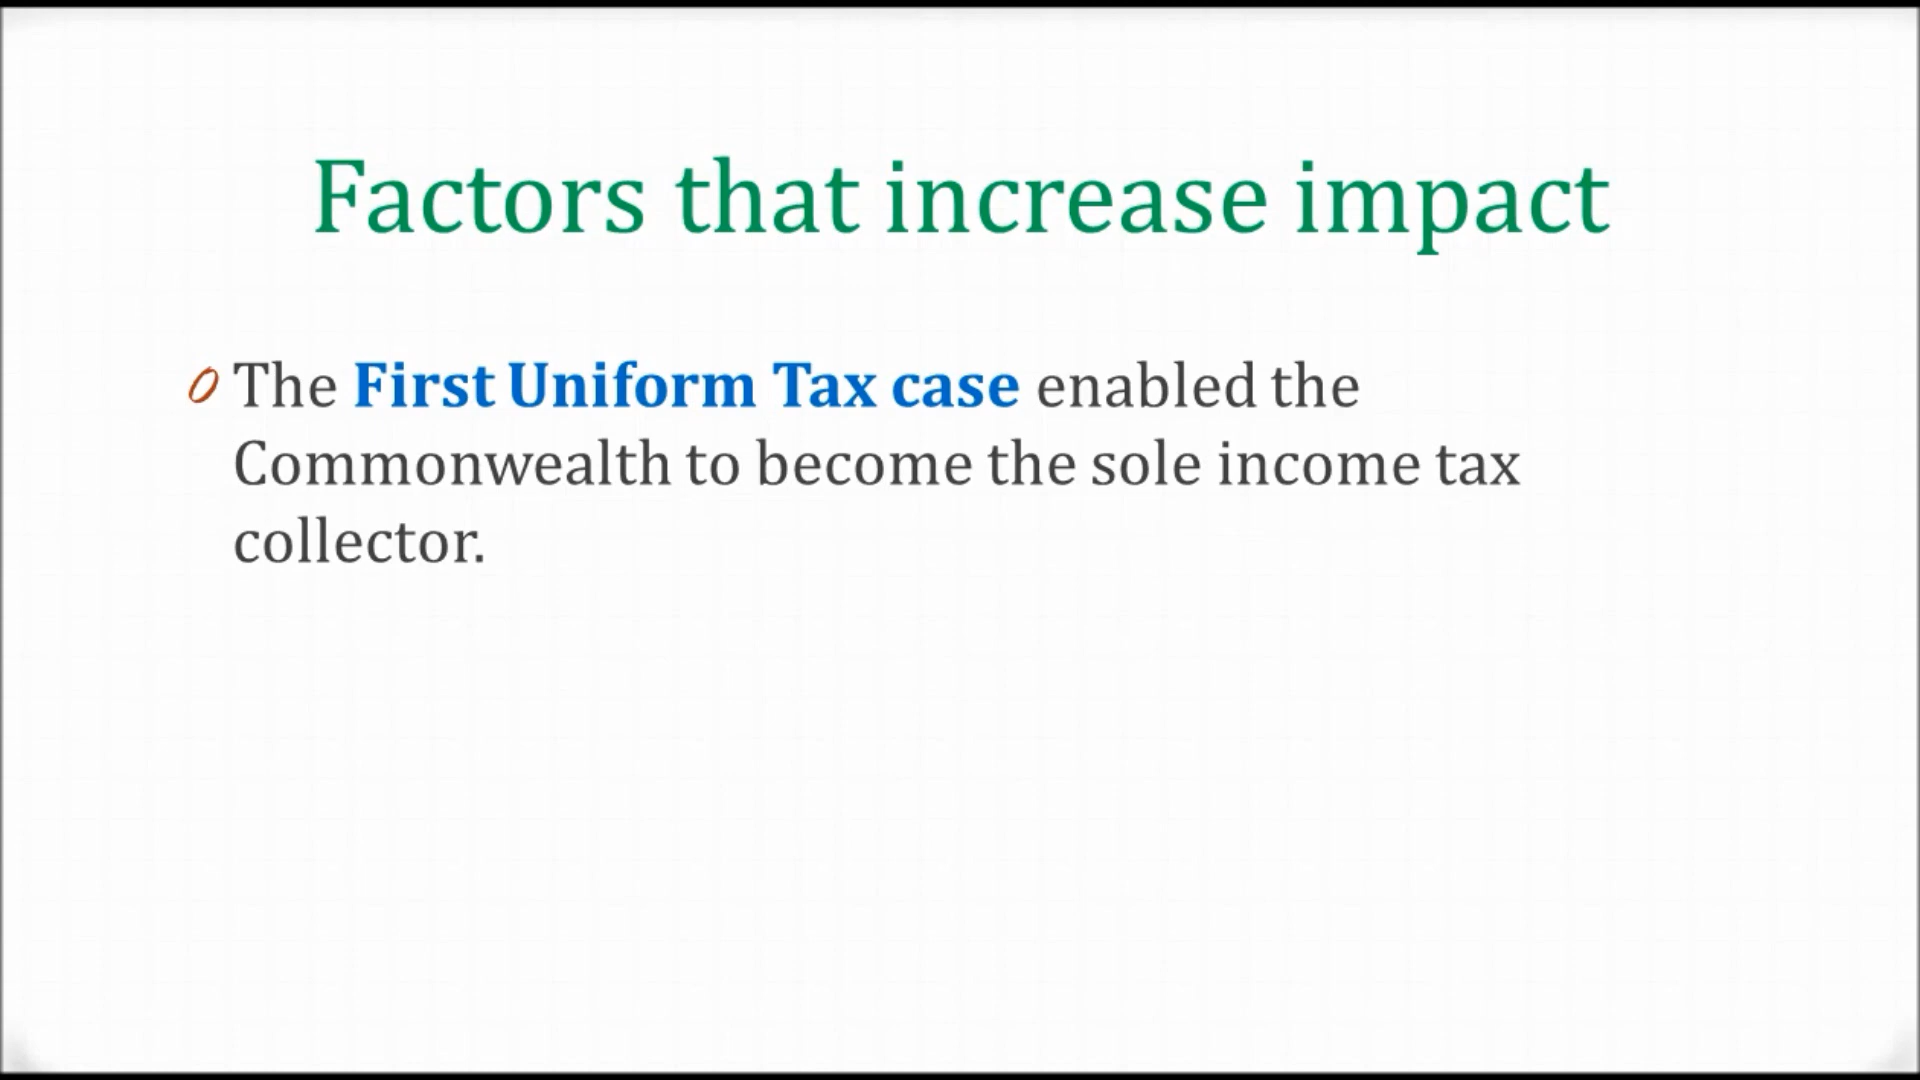 Factors that increase impact
The First Uniform Tax case enabled the
Commonwealth to become the sole income tax
collector.